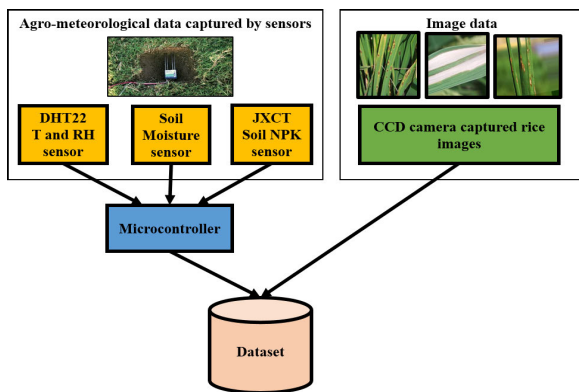 Agro-meteorological data captured by sensors
DHT22
T and RH
sensor
Soil
Moisture
sensor
JXCT
Soil NPK
sensor
Microcontroller
Image data
CCD camera captured rice
images
Dataset